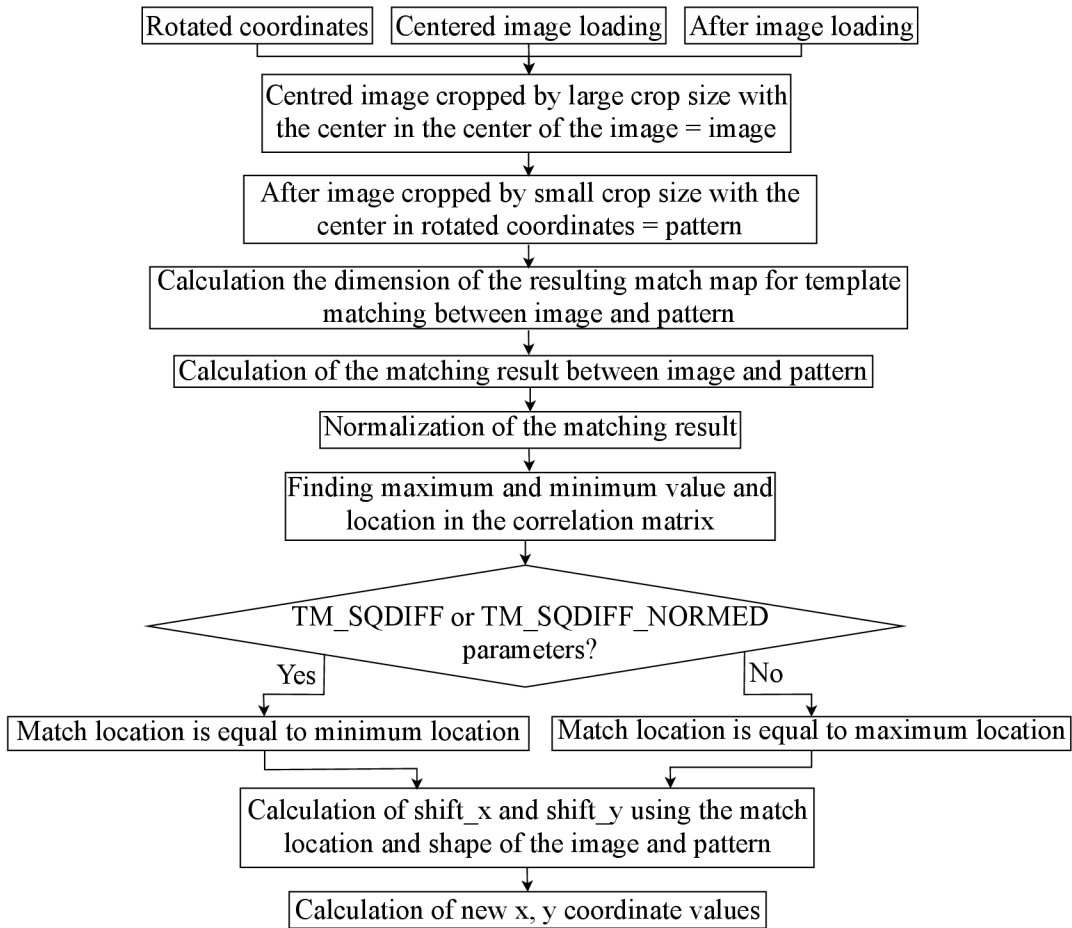 Rotated coordinates
Centered image loading
After image loading
Centred image cropped by large crop size with
the center in the center of the image = image
After image cropped by small crop size with the
center in rotated coordinates = pattern
Calculation the dimension of the resulting match map for template
matching between image and pattern
Calculation of the matching result between image and pattern
Normalization of the matching result
Finding maximum and minimum value and
location in the correlation matrix
TM_SQDIFF or TM_SQDIFF_NORMED
parameters?
Yes
No
Match location is equal to minimum location
Match location is equal to maximum location
Calculation of shift_x and shift_y using the match
location and shape of the image and pattern
Calculation of new x, y coordinate values